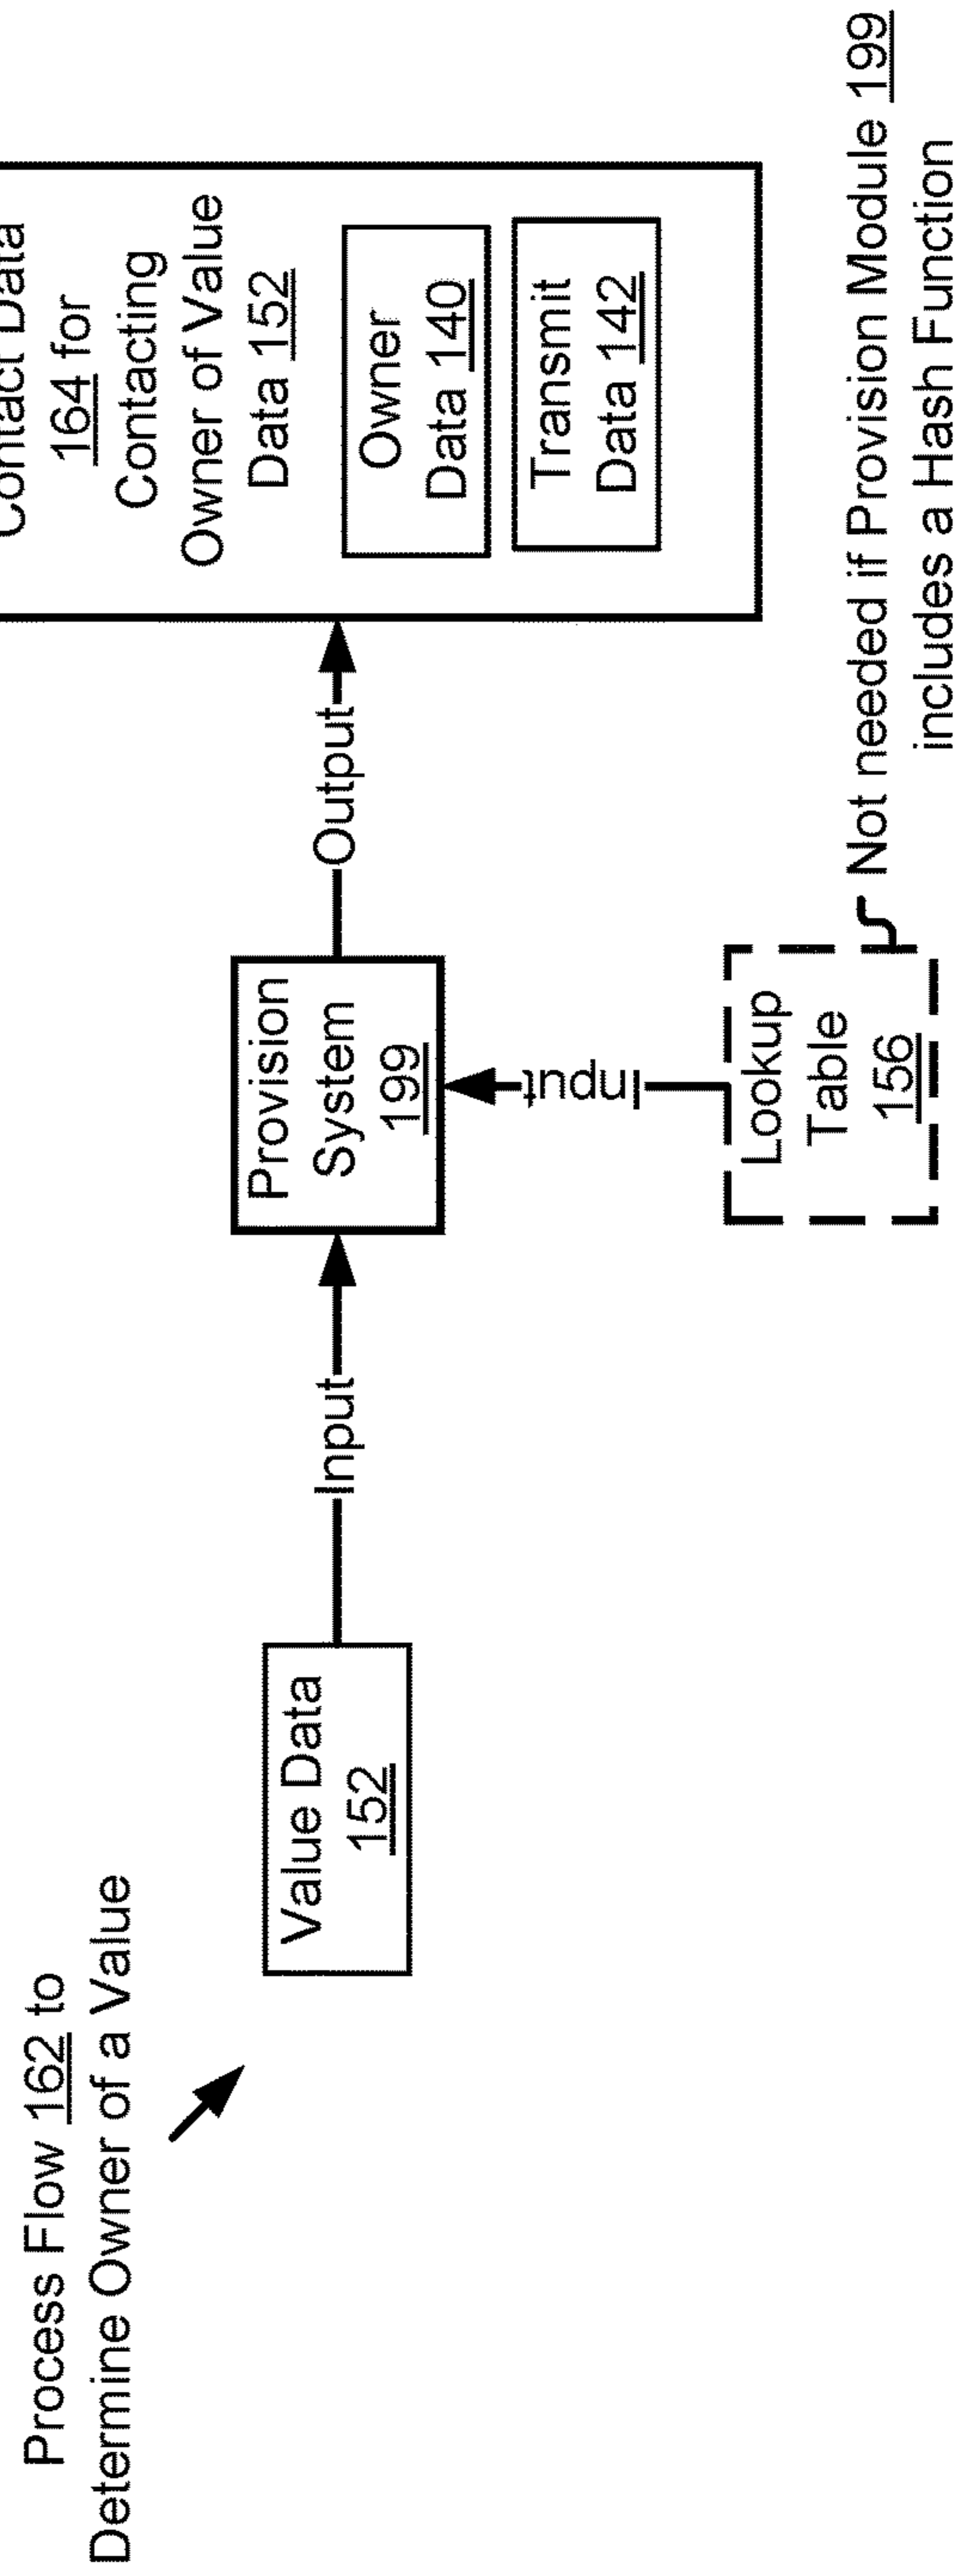 Process Flow 162 to
Determine Owner of a Value
Value Data
152
Input
Provision
System
199
Input
Lookup
Table
156
Not needed if Provision Module 199
includes a Hash Function
Output
Contact Data
164 for
Contacting
Owner of Value
Data 152
Owner
Data 140
Transmit
Data 142